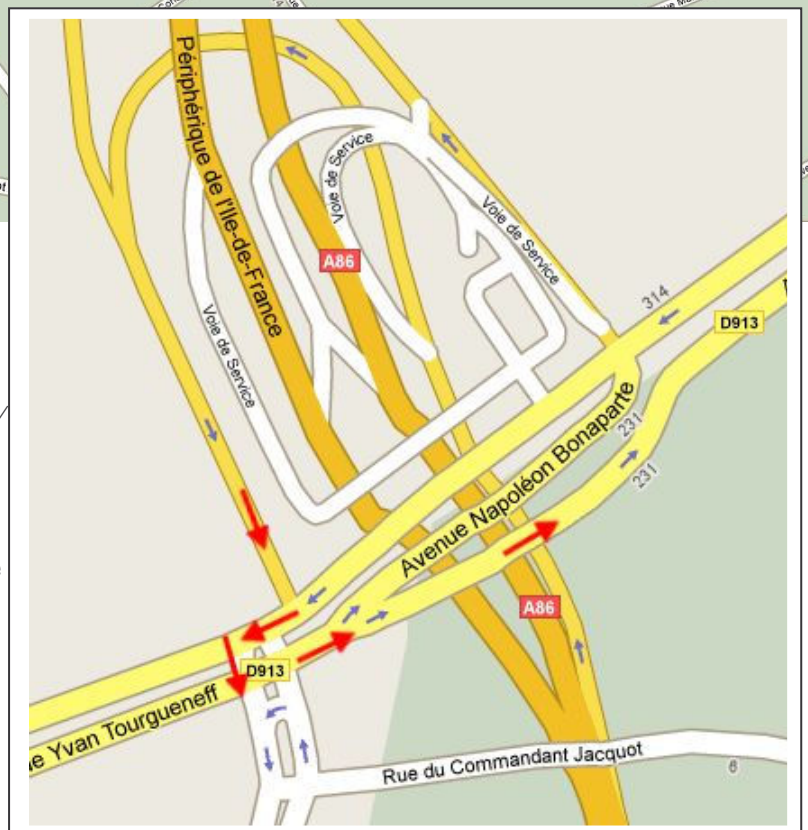 Périphérique de l'Ile-de-France
Voie de Service
A86
Voie de Service
314
D913
Voie de Service
231
231
Avenue Napoléon Bonaparte
A86
D913
Yvan Tourgueneff
Rue du Commandant Jacquot
6